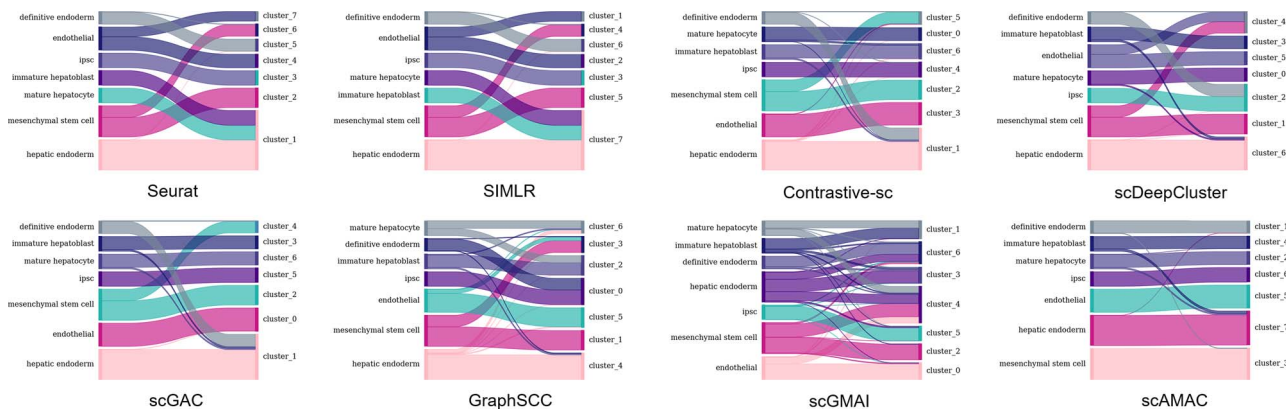 definitive endoderm
endothelial
ipsc
immature hepatoblast
mature hepatocyte
mesenchymal stem cell
hepatic endoderm
cluster_7
cluster_6
cluster_5
cluster_4
cluster_3
cluster_2
cluster_1
Seurat
definitive endoderm
endothelial
ipsc
mature hepatocyte
immature hepatoblast
mesenchymal stem cell
hepatic endoderm
cluster_1
cluster_4
cluster_6
cluster_2
cluster_3
cluster_5
cluster_7
SIMLR
definitive endoderm
mature hepatocyte
immature hepatoblast
ipsc
mesenchymal stem cell
endothelial
hepatic endoderm
cluster_5
cluster_0
cluster_6
cluster_4
cluster_2
cluster_3
cluster_1
Contrastive-sc
definitive endoderm
immature hepatoblast
endothelial
mature hepatocyte
ipsc
mesenchymal stem cell
hepatic endoderm
cluster_4
cluster_3
cluster_5
cluster_0
cluster_2
cluster_1
cluster_6
scDeepCluster
definitive endoderm
immature hepatoblast
mature hepatocyte
ipsc
mesenchymal stem cell
endothelial
hepatic endoderm
cluster_4
cluster_3
cluster_6
cluster_5
cluster_2
cluster_0
cluster_1
scGAC
mature hepatocyte
definitive endoderm
immature hepatoblast
ipsc
endothelial
mesenchymal stem cell
hepatic endoderm
cluster_6
cluster_3
cluster_2
cluster_0
cluster_5
cluster_1
cluster_4
GraphSCC
mature hepatocyte
immature hepatoblast
definitive endoderm
hepatic endoderm
ipsc
mesenchymal stem cell
endothelial
cluster_1
cluster_6
cluster_3
cluster_4
cluster_5
cluster_2
cluster_0
scGMAI
definitive endoderm
immature hepatoblast
mature hepatocyte
ipsc
endothelial
hepatic endoderm
mesenchymal stem cell
cluster_1
cluster_2
cluster_6
cluster_5
cluster_7
cluster_3
scAMAC